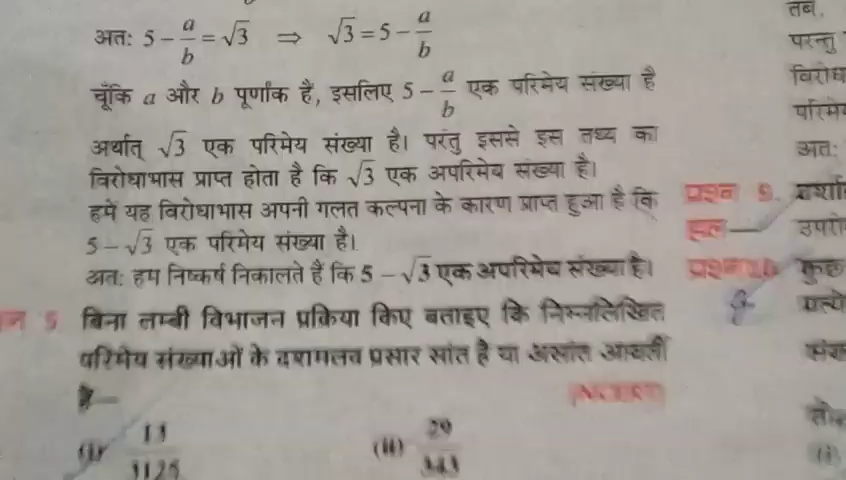 अतः 5 − a/b = √3 ⇒ √3 = 5 − a/b
चूँकि a और b पूर्णांक हैं, इसलिए 5 − a/b एक परिमेय संख्या है
अर्थात् √3 एक परिमेय संख्या है। परंतु इससे इस तथ्य का
विरोधाभास प्राप्त होता है कि √3 एक अपरिमेय संख्या है।
हमें यह विरोधाभास अपनी गलत कल्पना के कारण प्राप्त हुआ है कि
5 − √3 एक परिमेय संख्या है।
अतः हम निष्कर्ष निकालते हैं कि 5 − √3 एक अपरिमेय संख्या है।
5 बिना लम्बी विभाजन प्रक्रिया किए बताइए कि निम्नलिखित
परिमेय संख्याओं के दशमलव प्रसार सांत है या असांत आवर्ती
(i) 13/3125 (ii) 29/343
तब,
परन्तु
विरोध
परिमे
अतः
प्रश्न 9.
हल—
उपरो
कुछ
प्रत्ये